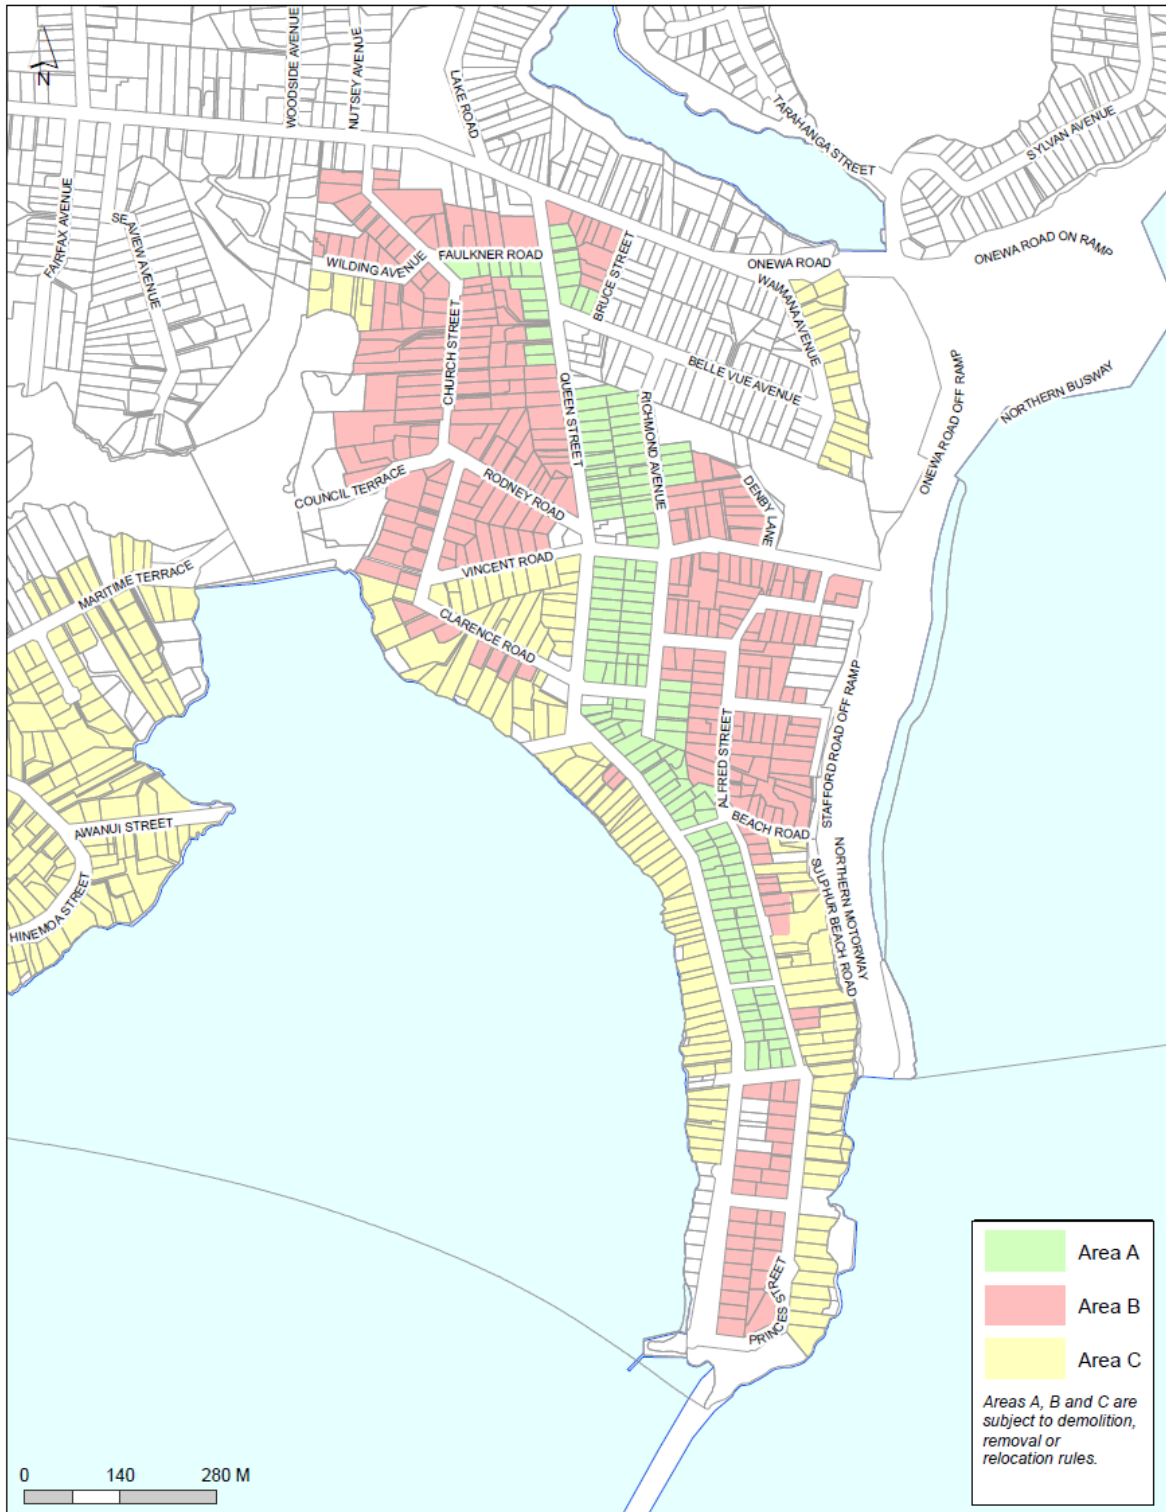 WOODSIDE AVENUE
NUTSEY AVENUE
N
LAKE ROAD
TARAHANGA STREET
SYLVAN AVENUE
FAIRFAX AVENUE
SEAVIEW AVENUE
WILDING AVENUE
FAULKNER ROAD
BRUCE STREET
ONEWA ROAD
ONEWA ROAD ON RAMP
WAIMANA AVENUE
CHURCH STREET
QUEEN STREET
BELLE VUE AVENUE
RICHMOND AVENUE
ONEWA ROAD OFF RAMP
NORTHERN BUSWAY
COUNCIL TERRACE
RODNEY ROAD
DENBY LANE
VINCENT ROAD
MARITIME TERRACE
CLARENCE ROAD
STAFFORD ROAD OFF RAMP
ALFRED STREET
BEACH ROAD
AWANUI STREET
HINEMOA STREET
NORTHERN MOTORWAY
SULPHUR BEACH ROAD
PRINCES STREET
Area A
Area B
Area C
Areas A, B and C are
subject to demolition,
removal or
relocation rules.
0 140 280 M